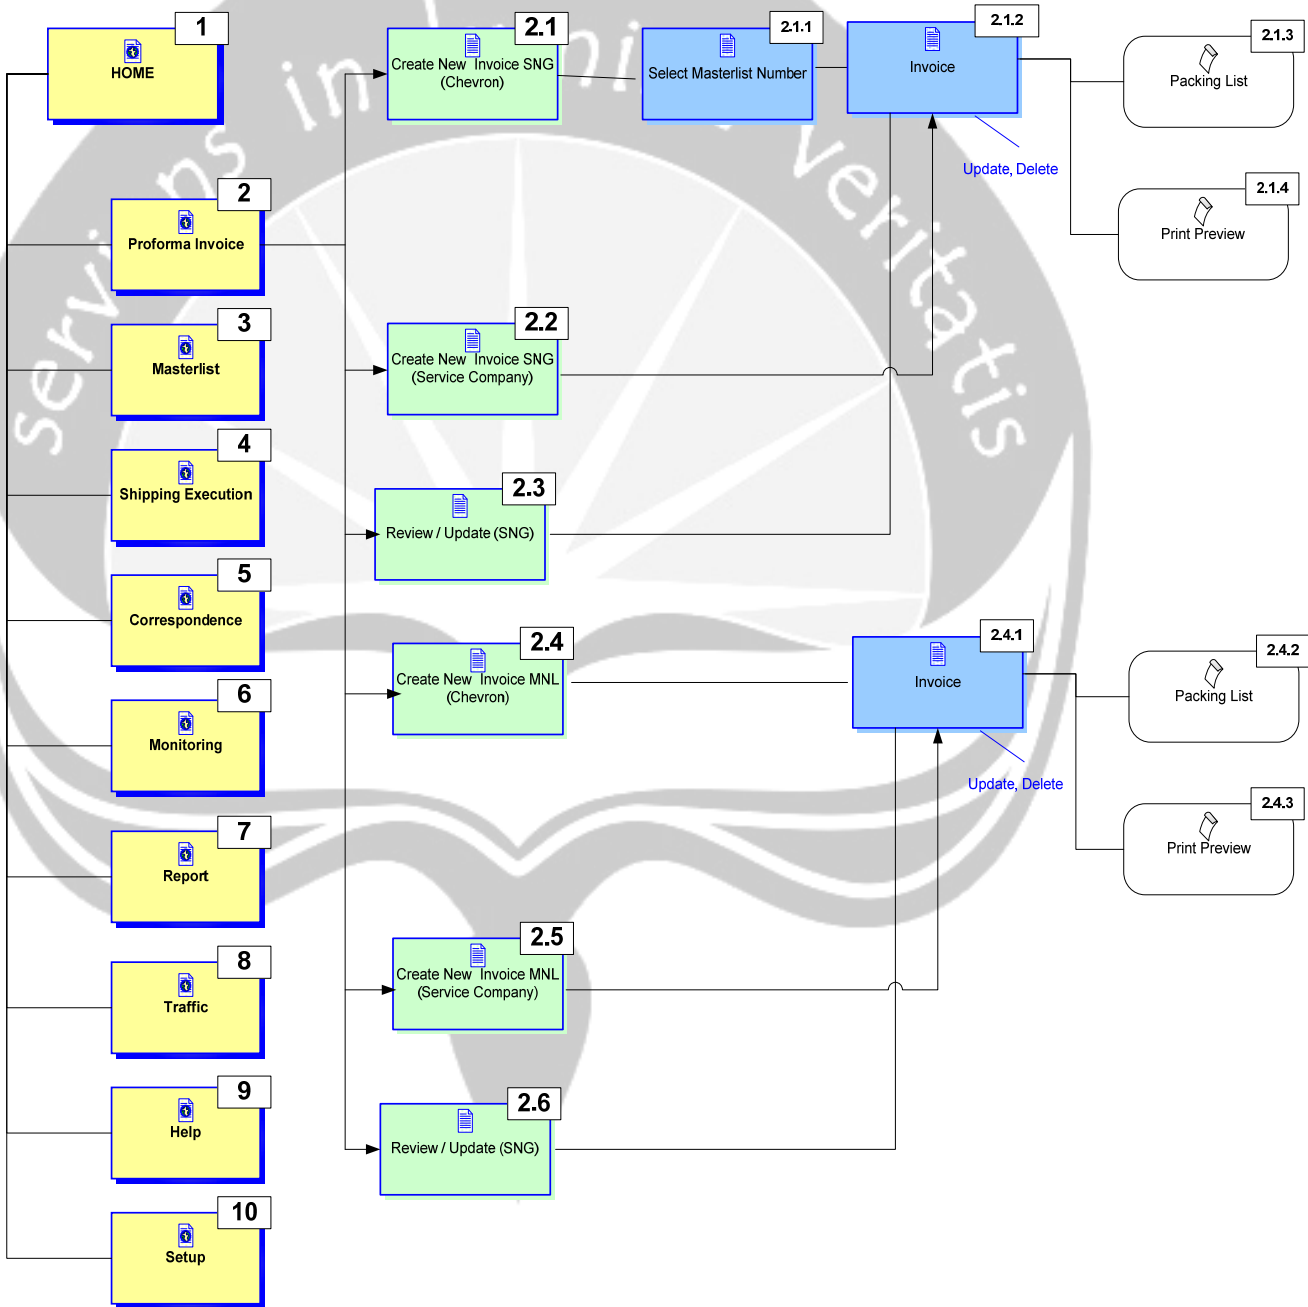 serviens in lumine veritatis
1
HOME
2
Proforma Invoice
3
Masterlist
4
Shipping Execution
5
Correspondence
6
Monitoring
7
Report
8
Traffic
9
Help
10
Setup
2.1
Create New Invoice SNG
(Chevron)
2.1.1
Select Masterlist Number
2.1.2
Invoice
Update, Delete
2.1.3
Packing List
2.1.4
Print Preview
2.2
Create New Invoice SNG
(Service Company)
2.3
Review / Update (SNG)
2.4
Create New Invoice MNL
(Chevron)
2.4.1
Invoice
Update, Delete
2.4.2
Packing List
2.4.3
Print Preview
2.5
Create New Invoice MNL
(Service Company)
2.6
Review / Update (SNG)